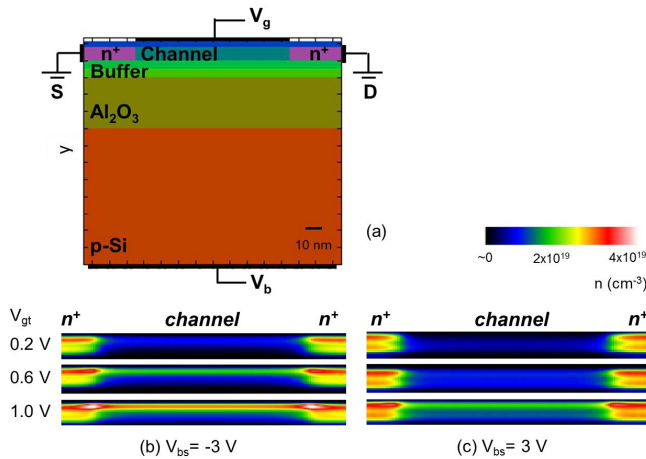 V_g
n⁺ Channel n⁺
S
D
Buffer
Al₂O₃
y
p-Si
10 nm
(a)
V_b
~0 2x10¹⁹ 4x10¹⁹
n (cm⁻³)
V_gt
n⁺ channel n⁺
n⁺ channel n⁺
0.2 V
0.6 V
1.0 V
(b) V_bs= -3 V
(c) V_bs= 3 V